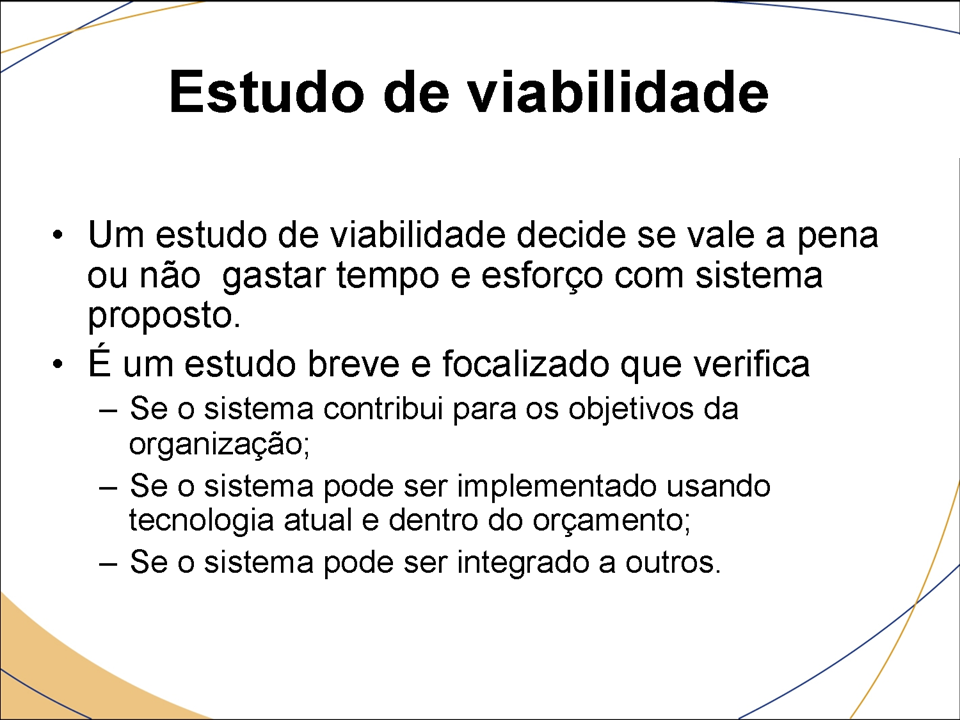 Estudo de viabilidade
• Um estudo de viabilidade decide se vale a pena
ou não  gastar tempo e esforço com sistema
proposto.
• É um estudo breve e focalizado que verifica
– Se o sistema contribui para os objetivos da
organização;
– Se o sistema pode ser implementado usando
tecnologia atual e dentro do orçamento;
– Se o sistema pode ser integrado a outros.